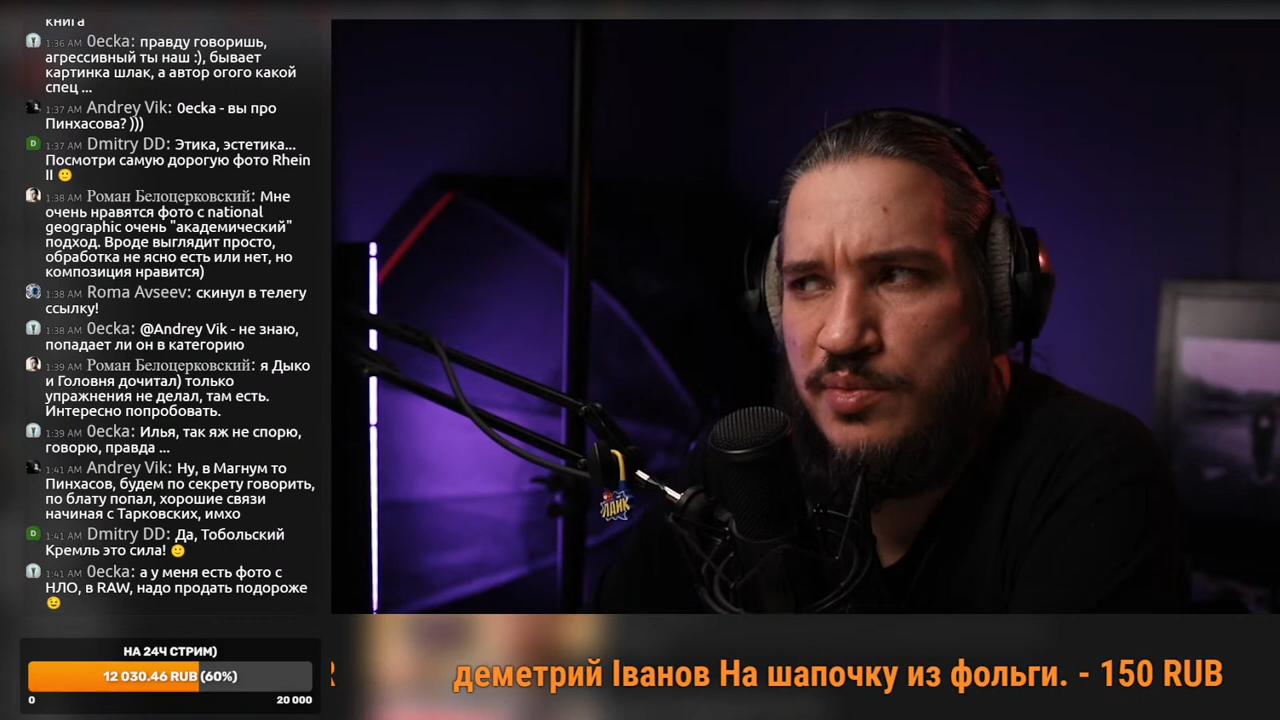 книга
1:36 AM 0ecka: правду говоришь,
агрессивный ты наш :), бывает
картинка шлак, а автор огого какой
спец ...
1:37 AM Andrey Vik: 0ecka - вы про
Пинхасова? )))
D 1:37 AM Dmitry DD: Этика, эстетика...
Посмотри самую дорогую фото Rhein
II 🙂
1:38 AM Роман Белоцерковский: Мне
очень нравятся фото с national
geographic очень "академический"
подход. Вроде выглядит просто,
обработка не ясно есть или нет, но
композиция нравится)
1:38 AM Roma Avseev: скинул в телегу
ссылку!
1:38 AM 0ecka: @Andrey Vik - не знаю,
попадает ли он в категорию
1:39 AM Роман Белоцерковский: я Дыко
и Головня дочитал) только
упражнения не делал, там есть.
Интересно попробовать.
1:39 AM 0ecka: Илья, так яж не спорю,
говорю, правда ...
1:41 AM Andrey Vik: Ну, в Магнум то
Пинхасов, будем по секрету говорить,
по блату попал, хорошие связи
начиная с Тарковских, имхо
D 1:41 AM Dmitry DD: Да, Тобольский
Кремль это сила! 🙂
1:41 AM 0ecka: а у меня есть фото с
НЛО, в RAW, надо продать подороже
😉
ЛАЙК
НА 24Ч СТРИМ)
12 030.46 RUB (60%)
0 20 000
R деметрий Іванов На шапочку из фольги. - 150 RUB